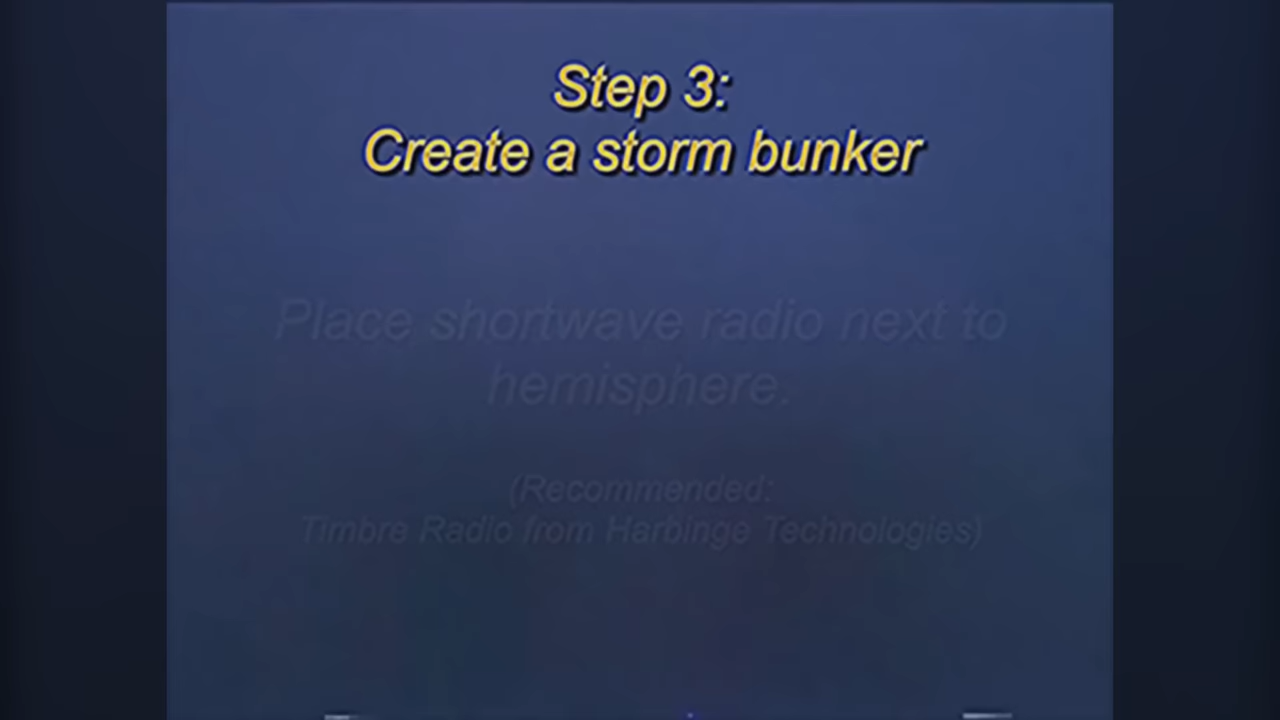 Step 3:
Create a storm bunker
Place shortwave radio next to
hemisphere.
(Recommended:
Timbre Radio from Harbinge Technologies)